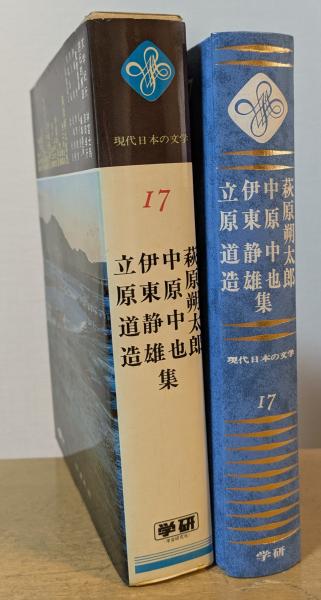 現代日本の文学
17
萩原朔太郎
中原中也
伊東静雄
立原道造
集
学研
萩原朔太郎
中原中也
伊東静雄
立原道造
集
現代日本の文学
17
学研